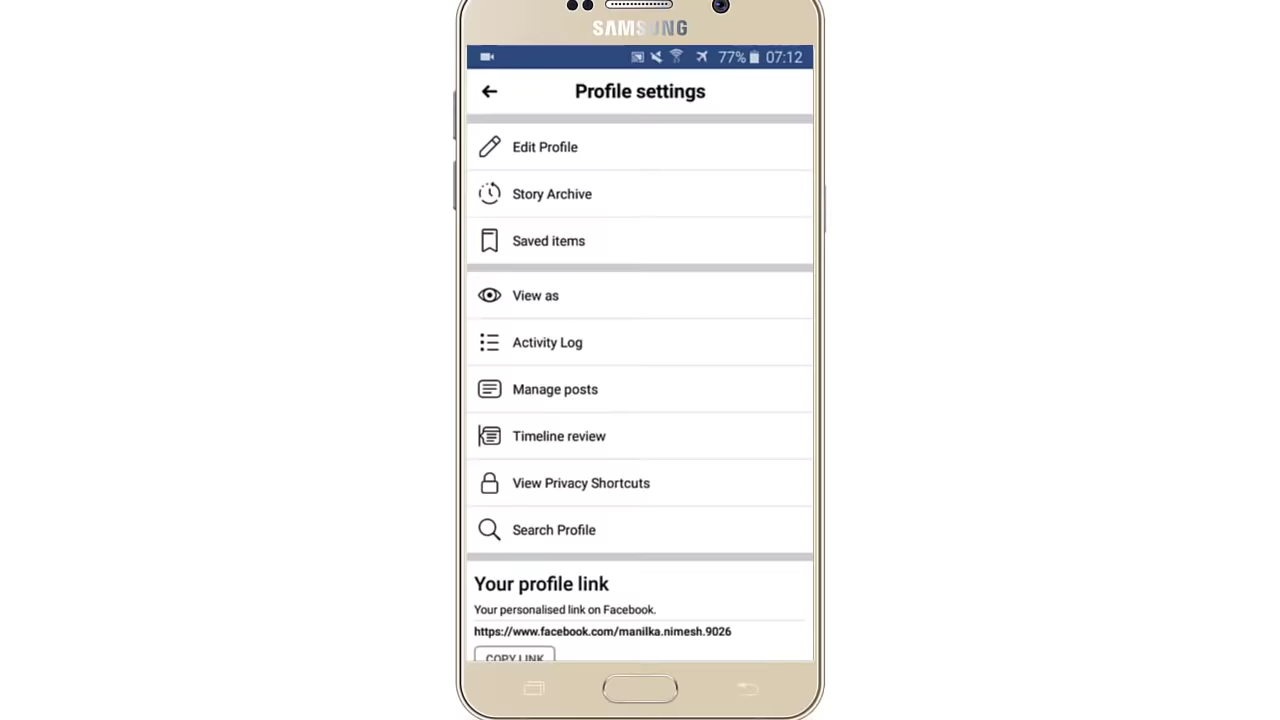 SAMSUNG
77% 07:12
Profile settings
Edit Profile
Story Archive
Saved items
View as
Activity Log
Manage posts
Timeline review
View Privacy Shortcuts
Search Profile
Your profile link
Your personalised link on Facebook.
https://www.facebook.com/manilka.nimesh.9026
COPY LINK